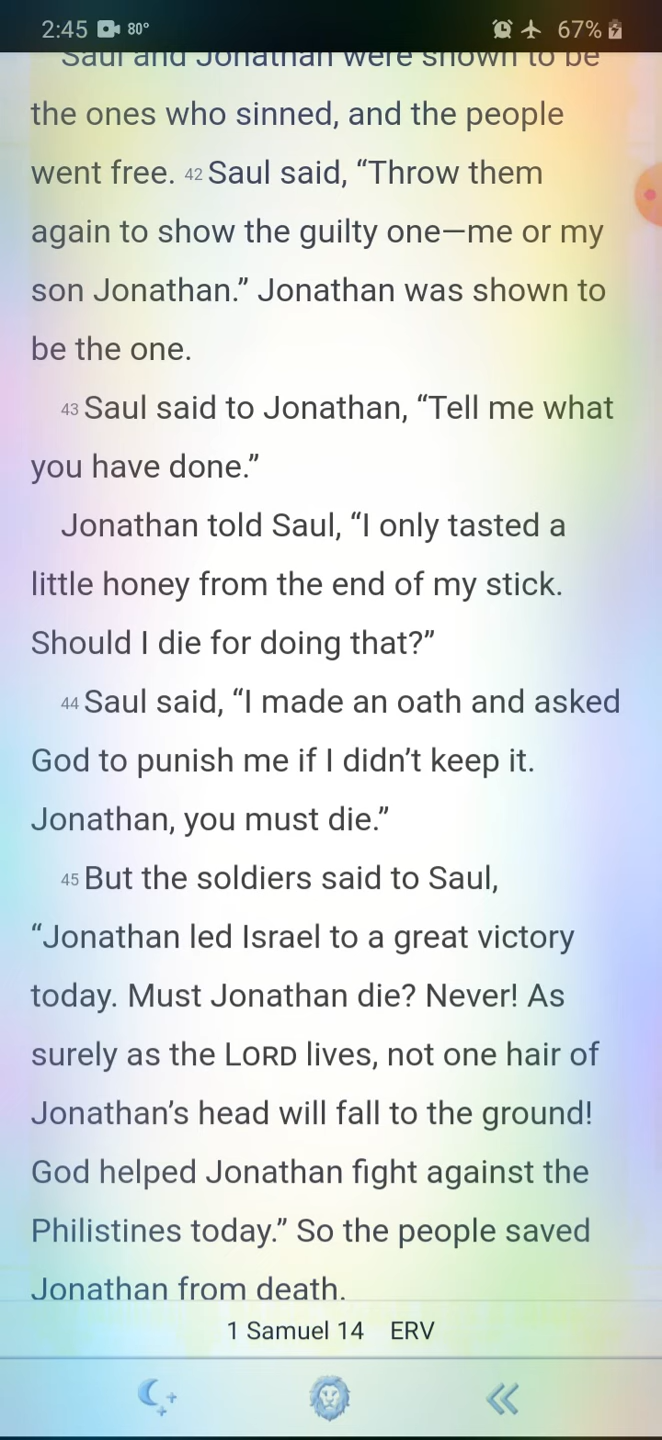 2:45 80° 67%
Saul and Jonathan were shown to be
the ones who sinned, and the people
went free. 42 Saul said, “Throw them
again to show the guilty one—me or my
son Jonathan.” Jonathan was shown to
be the one.
43 Saul said to Jonathan, “Tell me what
you have done.”
Jonathan told Saul, “I only tasted a
little honey from the end of my stick.
Should I die for doing that?”
44 Saul said, “I made an oath and asked
God to punish me if I didn’t keep it.
Jonathan, you must die.”
45 But the soldiers said to Saul,
“Jonathan led Israel to a great victory
today. Must Jonathan die? Never! As
surely as the LORD lives, not one hair of
Jonathan’s head will fall to the ground!
God helped Jonathan fight against the
Philistines today.” So the people saved
Jonathan from death.
1 Samuel 14 ERV